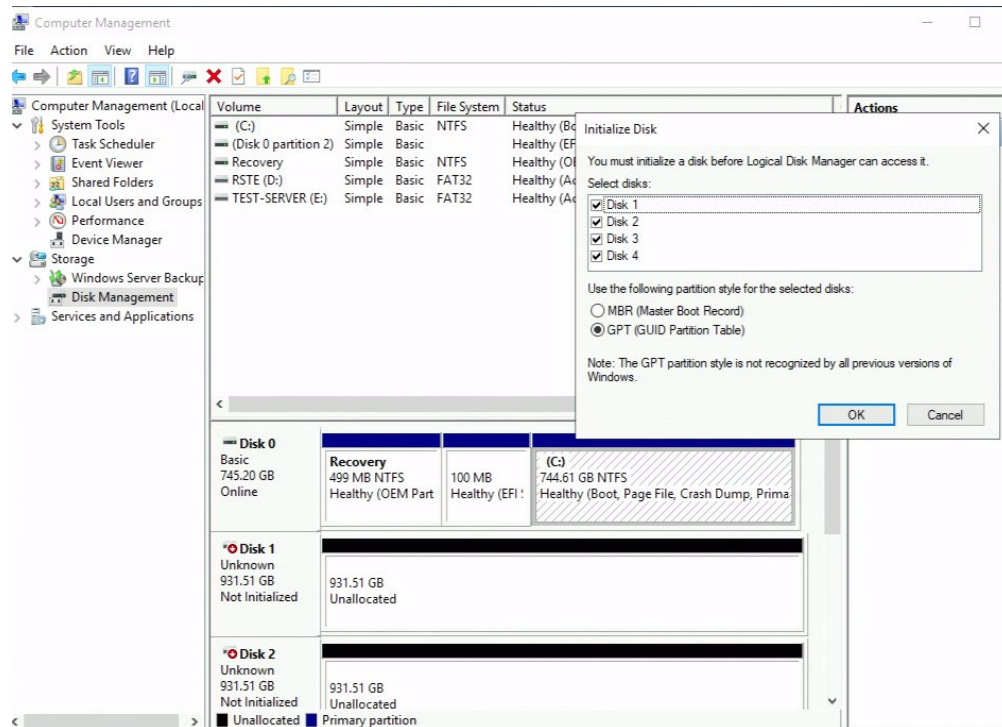 Computer Management
File Action View Help
Computer Management (Local
System Tools
Task Scheduler
Event Viewer
Shared Folders
Local Users and Groups
Performance
Device Manager
Storage
Windows Server Backup
Disk Management
Services and Applications
Volume Layout Type File System Status
(C:) Simple Basic NTFS Healthy (Bo
(Disk 0 partition 2) Simple Basic Healthy (EF
Recovery Simple Basic NTFS Healthy (OE
RSTE (D:) Simple Basic FAT32 Healthy (Ac
TEST-SERVER (E:) Simple Basic FAT32 Healthy (Ac
Actions
Initialize Disk
You must initialize a disk before Logical Disk Manager can access it.
Select disks:
Disk 1
Disk 2
Disk 3
Disk 4
Use the following partition style for the selected disks:
MBR (Master Boot Record)
GPT (GUID Partition Table)
Note: The GPT partition style is not recognized by all previous versions of
Windows.
OK Cancel
Disk 0
Basic
745.20 GB
Online
Recovery
499 MB NTFS
Healthy (OEM Part
100 MB
Healthy (EFI
(C:)
744.61 GB NTFS
Healthy (Boot, Page File, Crash Dump, Prima
Disk 1
Unknown
931.51 GB
Not Initialized
931.51 GB
Unallocated
Disk 2
Unknown
931.51 GB
Not Initialized
931.51 GB
Unallocated
Unallocated Primary partition